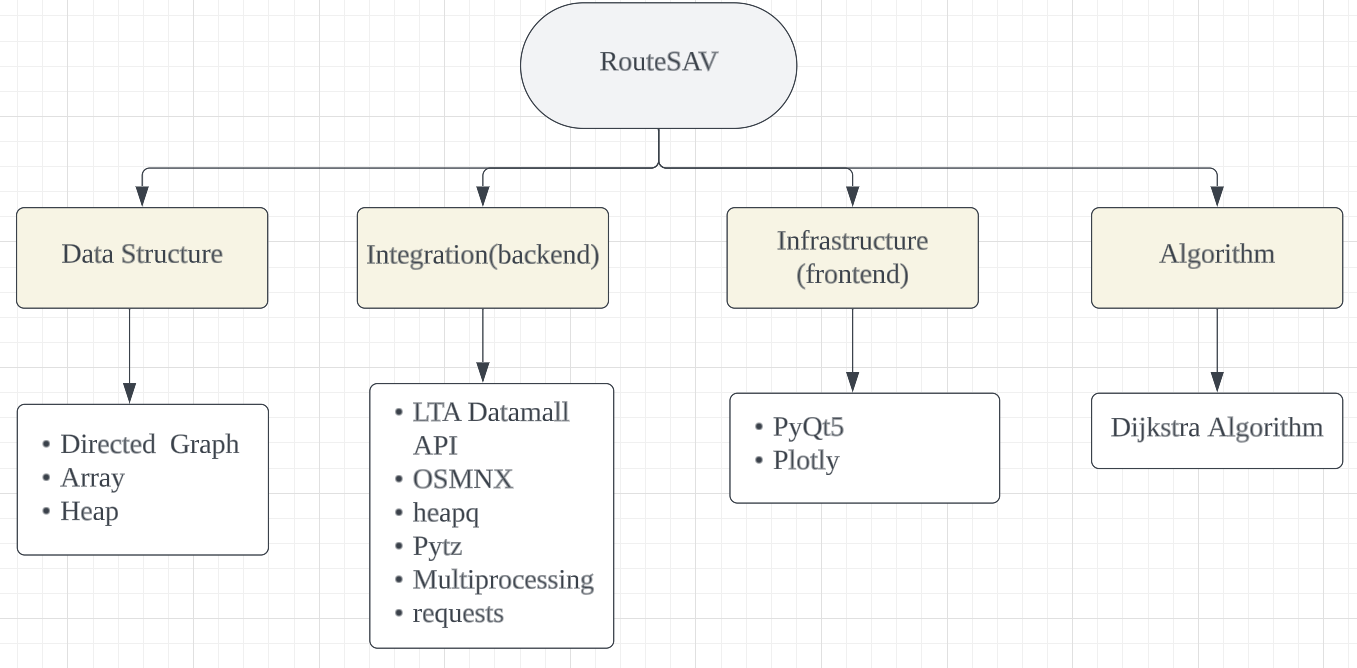 RouteSAV
Data Structure
Integration(backend)
Infrastructure
(frontend)
Algorithm
• Directed  Graph
• Array
• Heap
• LTA Datamall
API
• OSMNX
• heapq
• Pytz
• Multiprocessing
• requests
• PyQt5
• Plotly
Dijkstra Algorithm